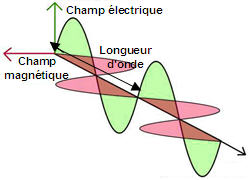 Champ électrique
Longueur
d'onde
Champ
magnétique